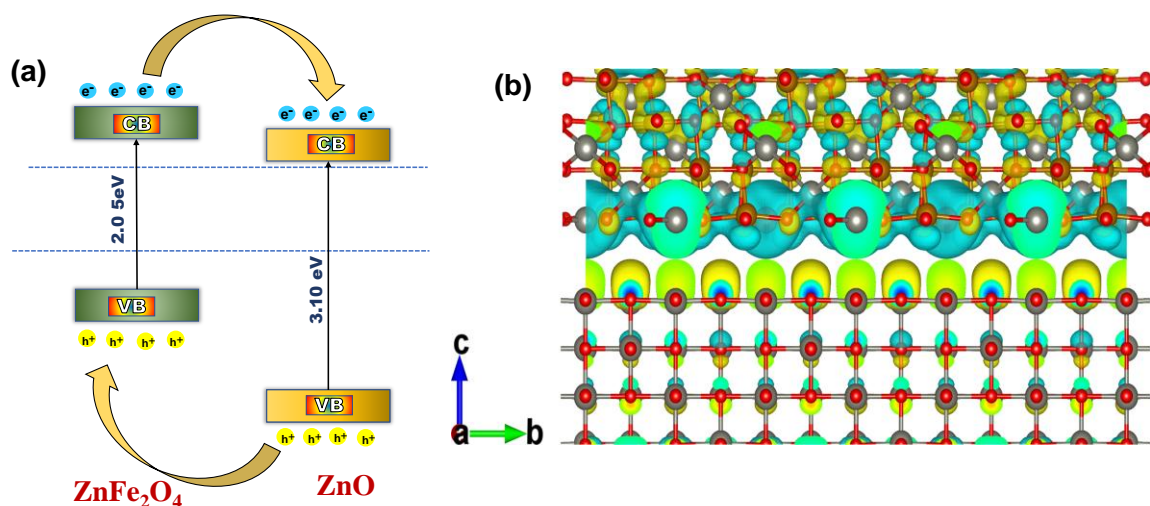 (a)
e⁻ e⁻ e⁻ e⁻
CB
e⁻ e⁻ e⁻ e⁻
CB
2.0 5eV
3.10 eV
VB
h⁺ h⁺ h⁺ h⁺
VB
h⁺ h⁺ h⁺ h⁺
ZnFe₂O₄
ZnO
(b)
c
a
b